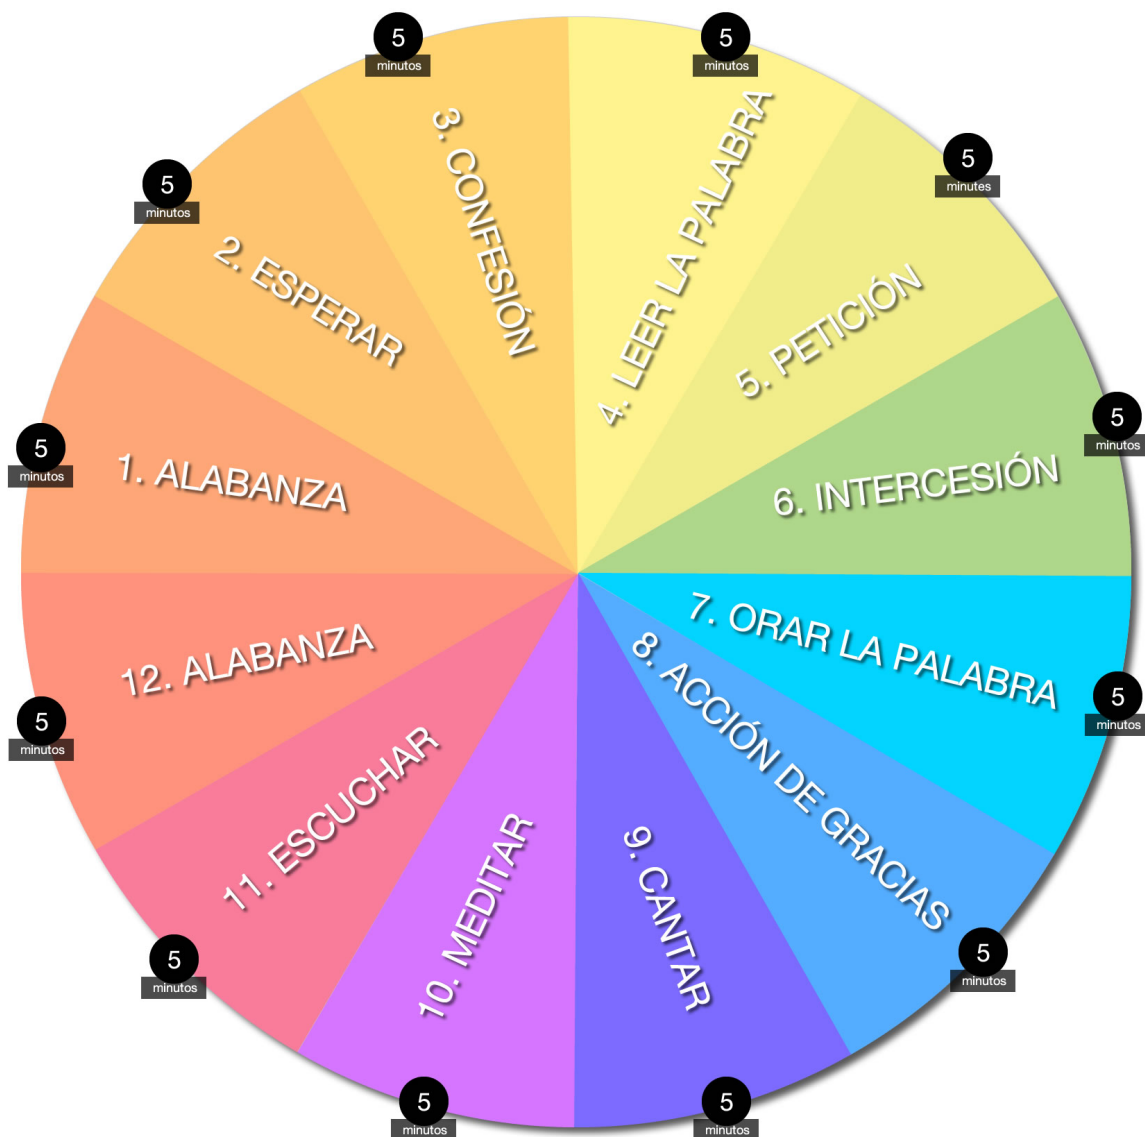 1. ALABANZA
5
minutos
2. ESPERAR
5
minutos
3. CONFESIÓN
5
minutos
4. LEER LA PALABRA
5
minutos
5. PETICIÓN
5
minutes
6. INTERCESIÓN
5
minutos
7. ORAR LA PALABRA
5
minutos
8. ACCIÓN DE GRACIAS
5
minutos
9. CANTAR
5
minutos
10. MEDITAR
5
minutos
11. ESCUCHAR
5
minutos
12. ALABANZA
5
minutos